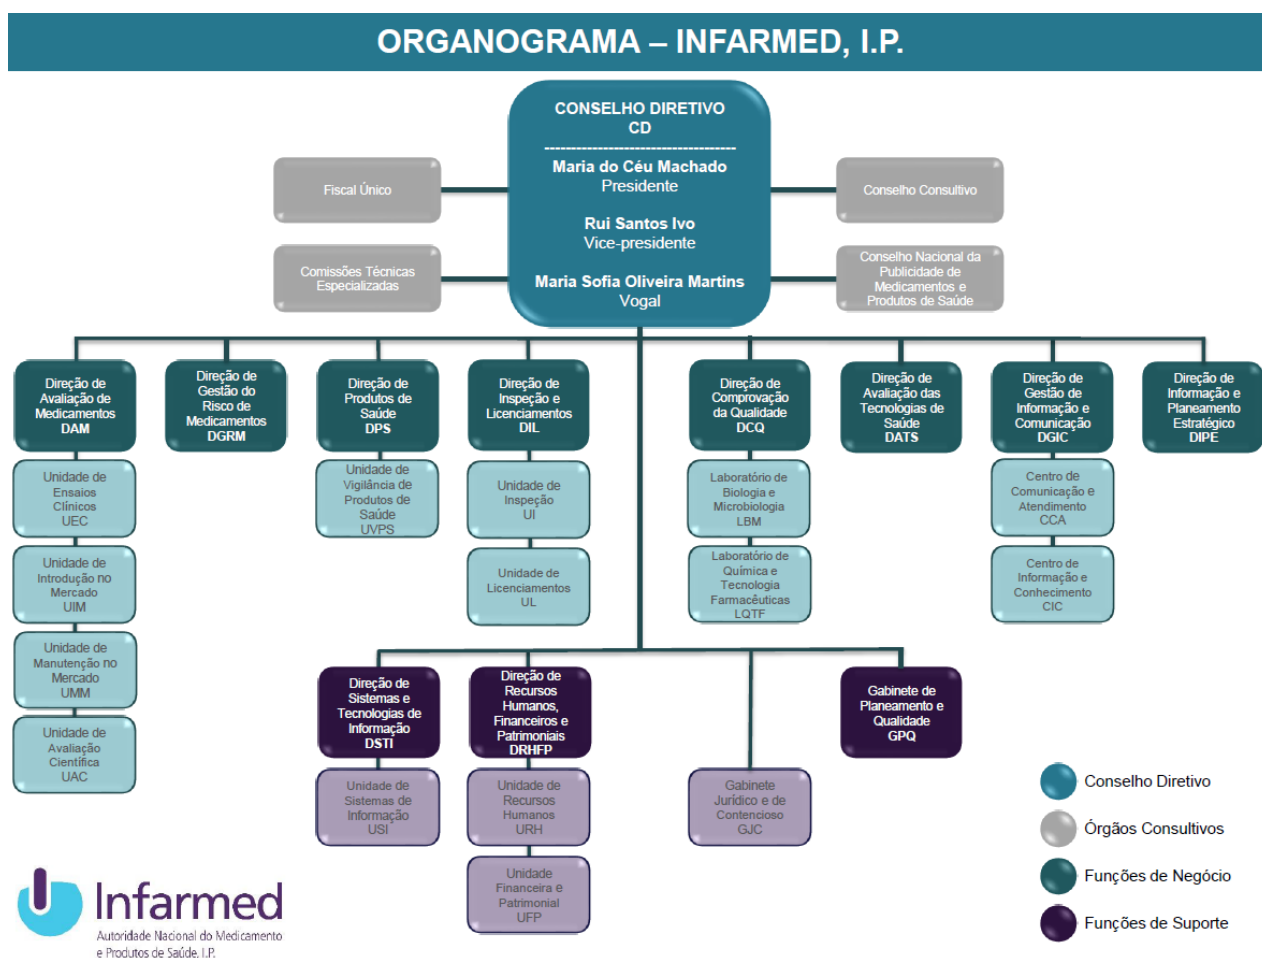 ORGANOGRAMA – INFARMED, I.P.
CONSELHO DIRETIVO
CD
------------------------------------
Maria do Céu Machado
Presidente
Rui Santos Ivo
Vice-presidente
Maria Sofia Oliveira Martins
Vogal
Fiscal Único
Comissões Técnicas
Especializadas
Conselho Consultivo
Conselho Nacional da
Publicidade de
Medicamentos e
Produtos de Saúde
Direção de
Avaliação de
Medicamentos
DAM
Direção de
Gestão do
Risco de
Medicamentos
DGRM
Direção de
Produtos de
Saúde
DPS
Direção de
Inspeção e
Licenciamentos
DIL
Direção de
Comprovação
da Qualidade
DCQ
Direção de
Avaliação das
Tecnologias de
Saúde
DATS
Direção de
Gestão de
Informação e
Comunicação
DGIC
Direção de
Informação e
Planeamento
Estratégico
DIPE
Unidade de
Ensaios
Clínicos
UEC
Unidade de
Introdução no
Mercado
UIM
Unidade de
Manutenção no
Mercado
UMM
Unidade de
Avaliação
Científica
UAC
Unidade de
Vigilância de
Produtos de
Saúde
UVPS
Unidade de
Inspeção
UI
Unidade de
Licenciamentos
UL
Laboratório de
Biologia e
Microbiologia
LBM
Laboratório de
Química e
Tecnologia
Farmacêuticas
LQTF
Centro de
Comunicação e
Atendimento
CCA
Centro de
Informação e
Conhecimento
CIC
Direção de
Sistemas e
Tecnologias de
Informação
DSTI
Direção de
Recursos
Humanos,
Financeiros e
Patrimoniais
DRHFP
Gabinete de
Planeamento e
Qualidade
GPQ
Unidade de
Sistemas de
Informação
USI
Unidade de
Recursos
Humanos
URH
Unidade
Financeira e
Patrimonial
UFP
Gabinete
Jurídico e de
Contencioso
GJC
Conselho Diretivo
Órgãos Consultivos
Funções de Negócio
Funções de Suporte
Infarmed
Autoridade Nacional do Medicamento
e Produtos de Saúde, I.P.